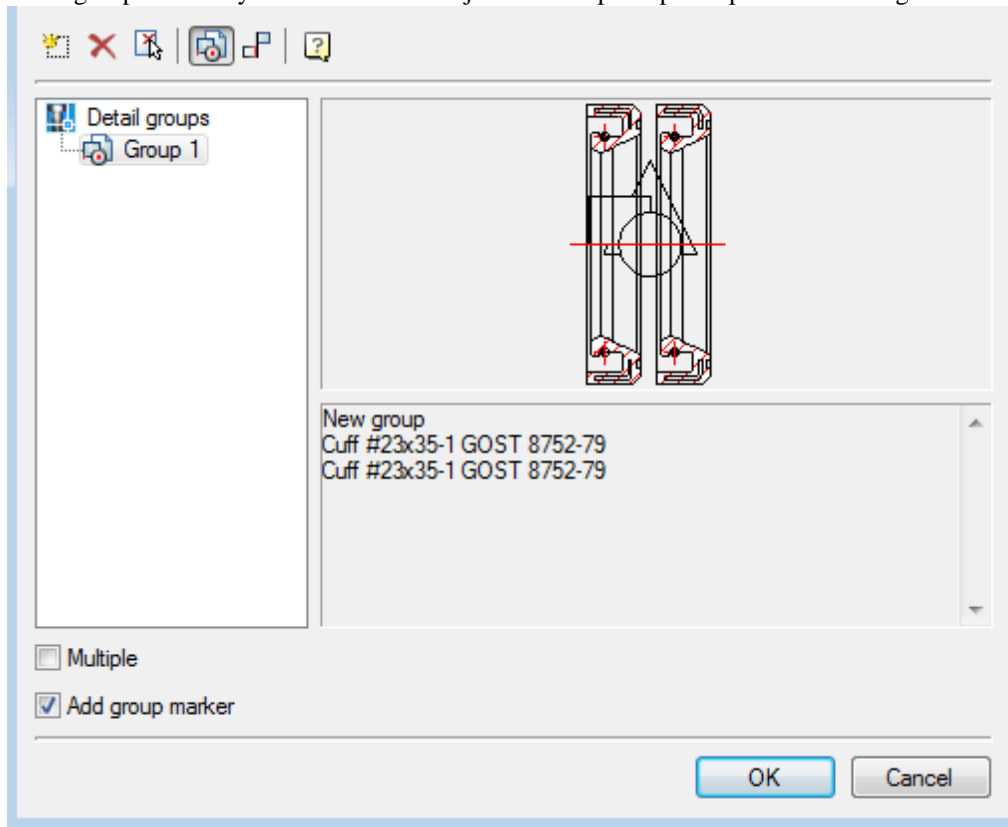 Detail groups
Group 1
New group
Cuff #23x35-1 GOST 8752-79
Cuff #23x35-1 GOST 8752-79
Multiple
Add group marker
OK
Cancel